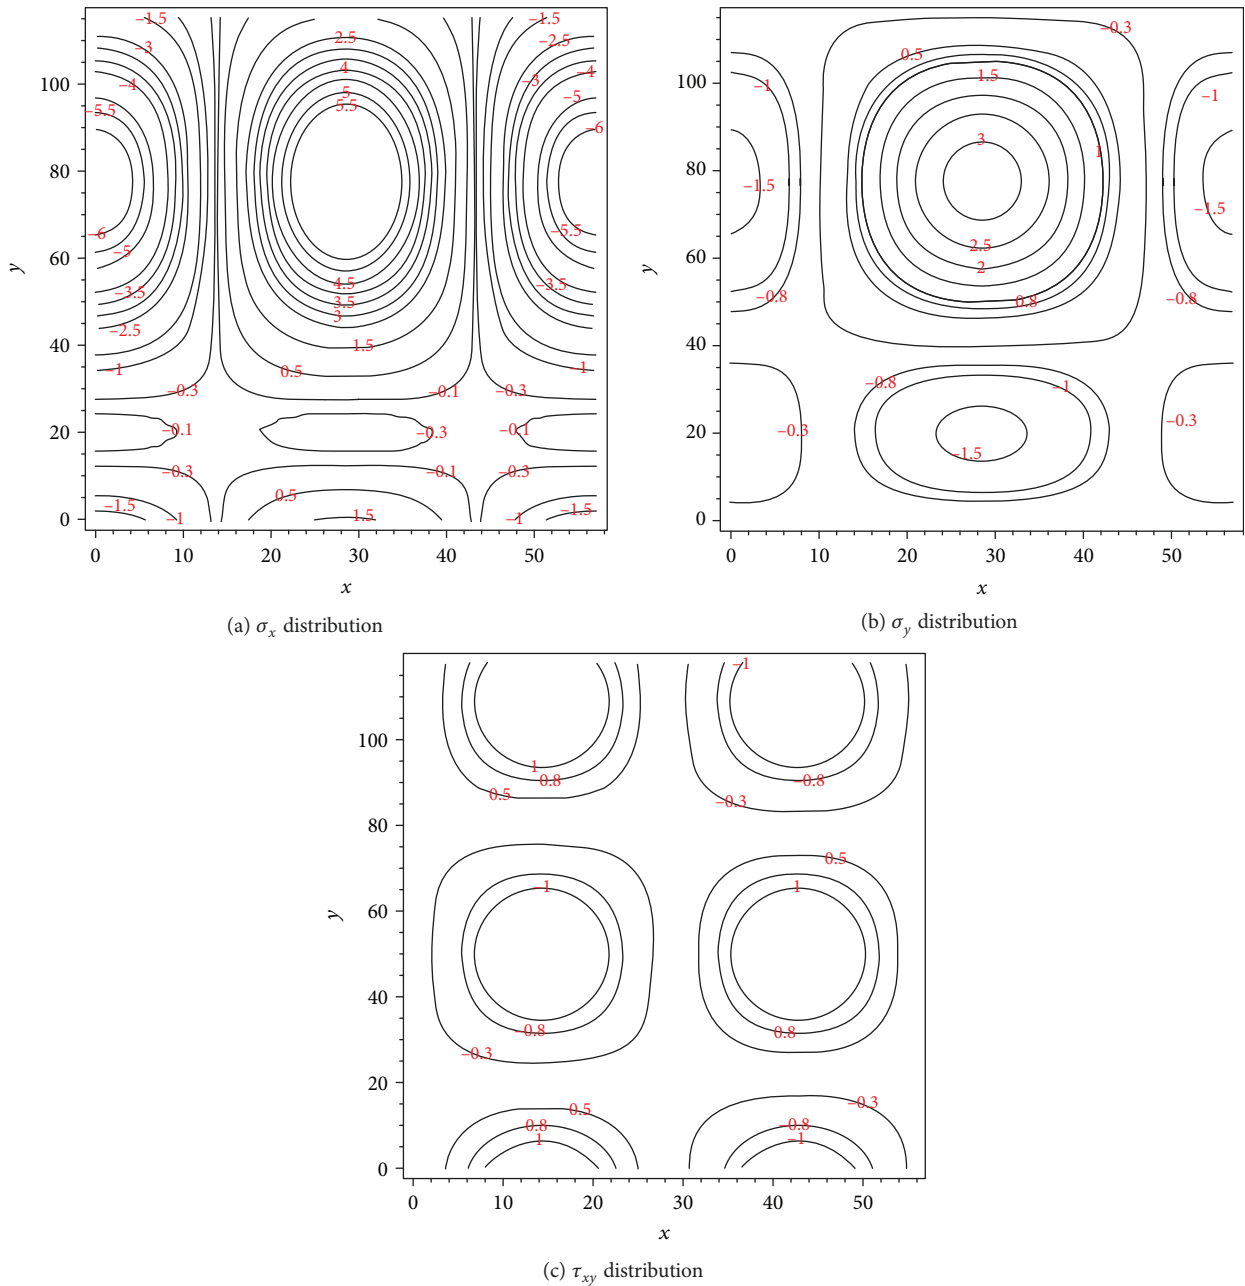 −1.5 −1.5
−3 2.5 −2.5
−4 4 −3 −4
−5.5 5 −5
5.5 −6
−6 −5.5
−5
−3.5 4.5 −3.5
3.5
−2.5 3
1.5
−1 0.5 −1
−0.3 −0.1 −0.3
−0.1 −0.3 −0.1
−0.3 −0.1 −0.3
−1.5 0.5 −1.5
−1 1.5 −1
100
80
60
40
20
0
y
0 10 20 30 40 50
x
(a) σx distribution
−0.3
0.5
−1 1.5 −1
3 1
−1.5 −1.5
2.5
2
−0.8 0.8 −0.8
−0.8 −1
−0.3 −0.3
−1.5
100
80
60
40
20
0
y
0 10 20 30 40 50
x
(b) σy distribution
−1
1
0.8 −0.8
0.5 −0.3
0.5
1 1
−0.8 0.8
−0.3
0.5 −0.3
0.8 −0.8
1 −1
100
80
60
40
20
0
y
0 10 20 30 40 50
x
(c) τxy distribution